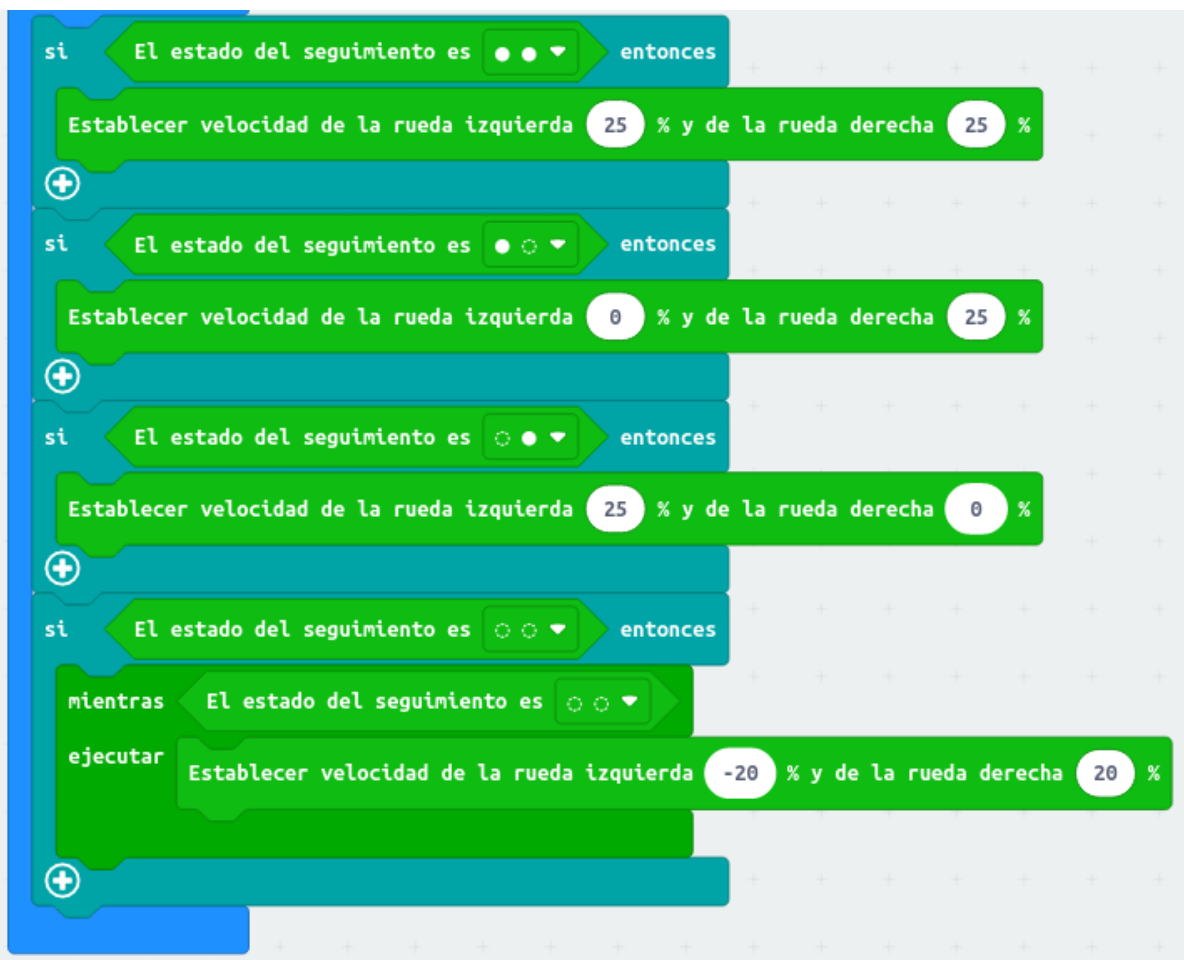 si El estado del seguimiento es entonces
Establecer velocidad de la rueda izquierda 25 % y de la rueda derecha 25 %
si El estado del seguimiento es entonces
Establecer velocidad de la rueda izquierda 0 % y de la rueda derecha 25 %
si El estado del seguimiento es entonces
Establecer velocidad de la rueda izquierda 25 % y de la rueda derecha 0 %
si El estado del seguimiento es entonces
mientras El estado del seguimiento es
ejecutar Establecer velocidad de la rueda izquierda -20 % y de la rueda derecha 20 %